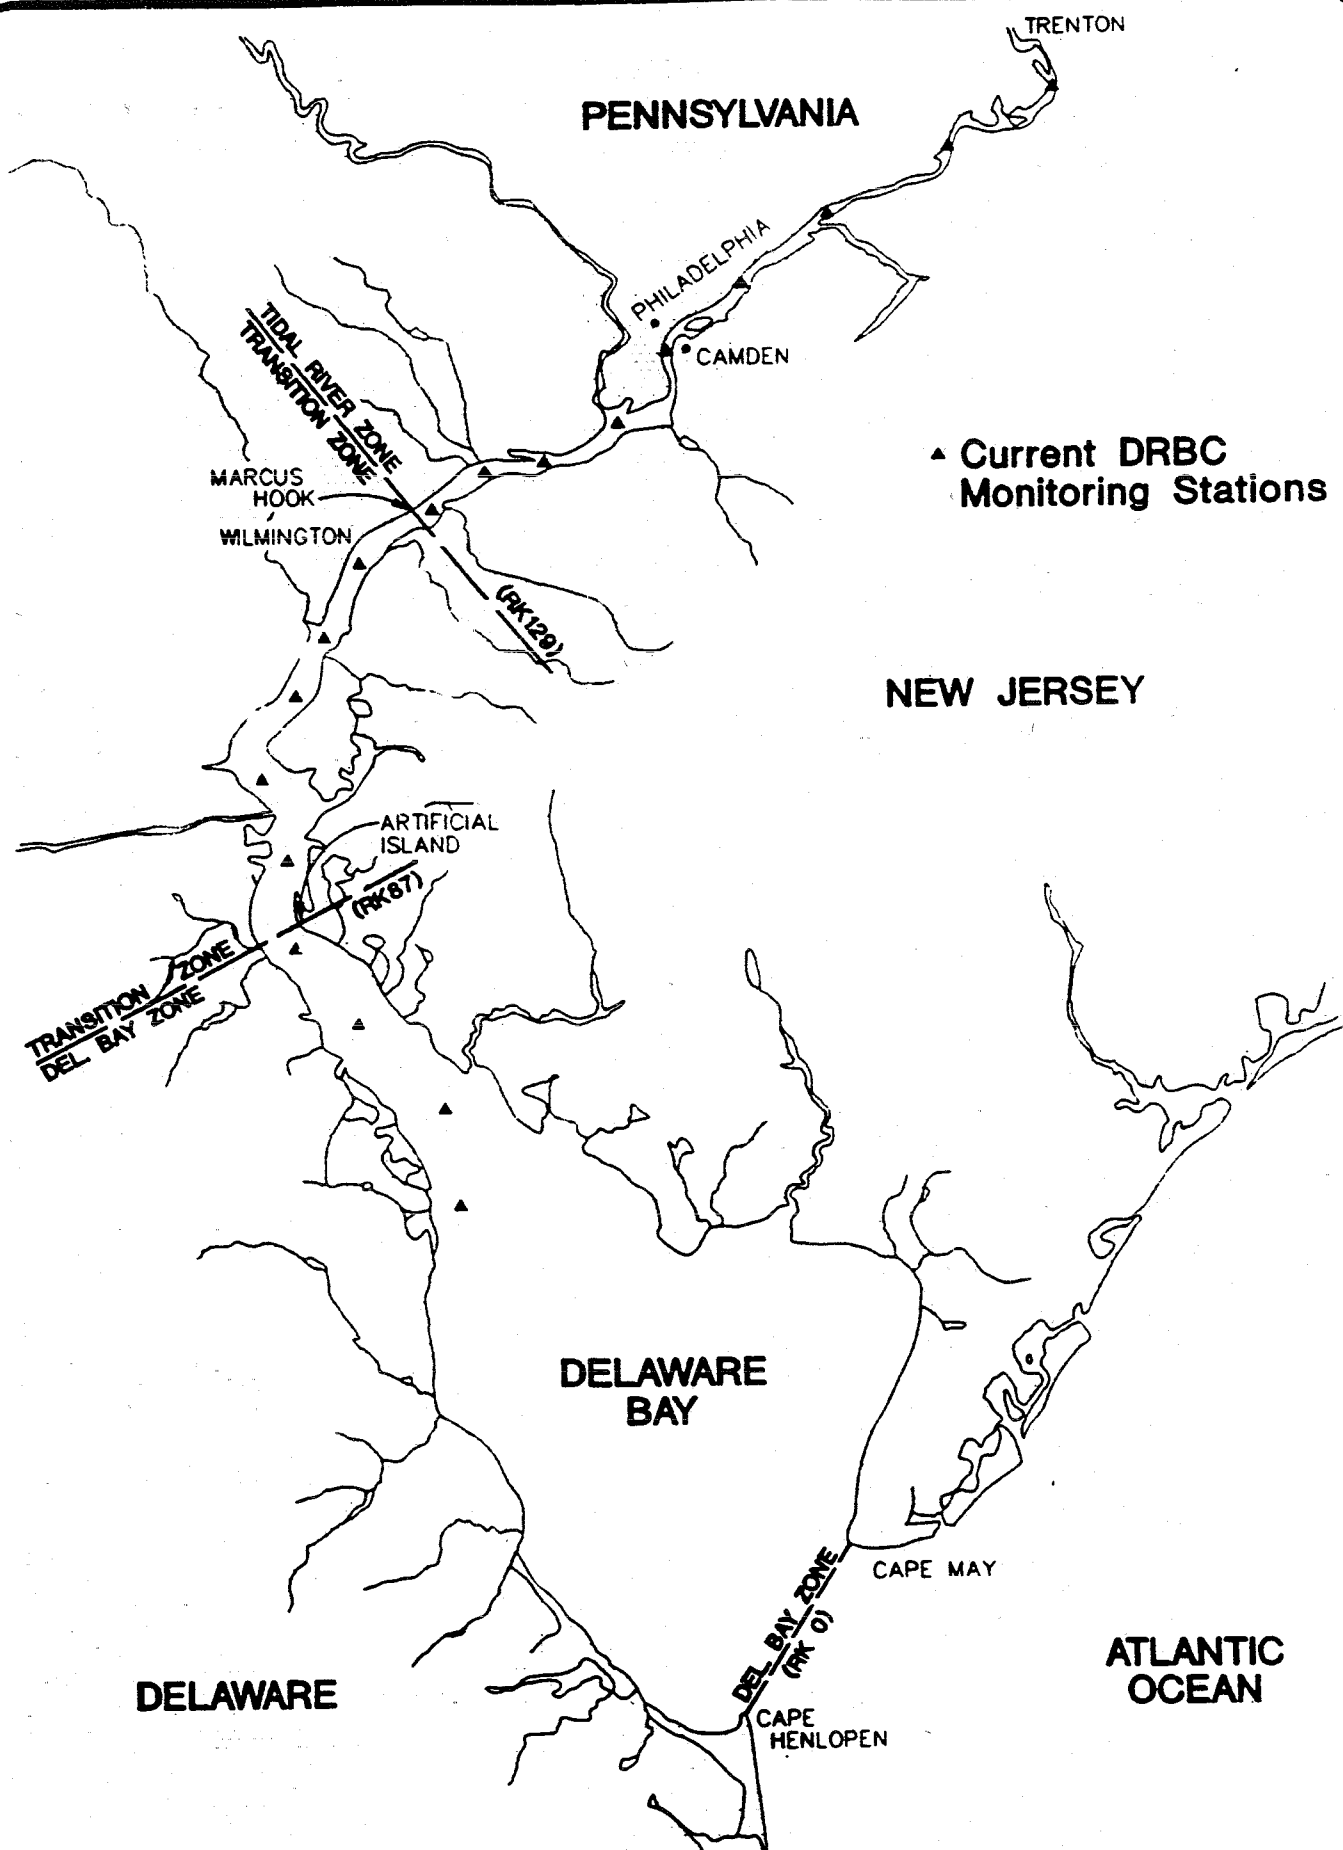 TRENTON
PENNSYLVANIA
PHILADELPHIA
CAMDEN
TIDAL RIVER ZONE
TRANSITION ZONE
▲ Current DRBC
Monitoring Stations
MARCUS
HOOK
WILMINGTON
(RK129)
NEW JERSEY
ARTIFICIAL
ISLAND
(RK87)
TRANSITION ZONE
DEL BAY ZONE
DELAWARE
BAY
DEL BAY ZONE
(RK 0)
CAPE MAY
ATLANTIC
OCEAN
DELAWARE
CAPE
HENLOPEN